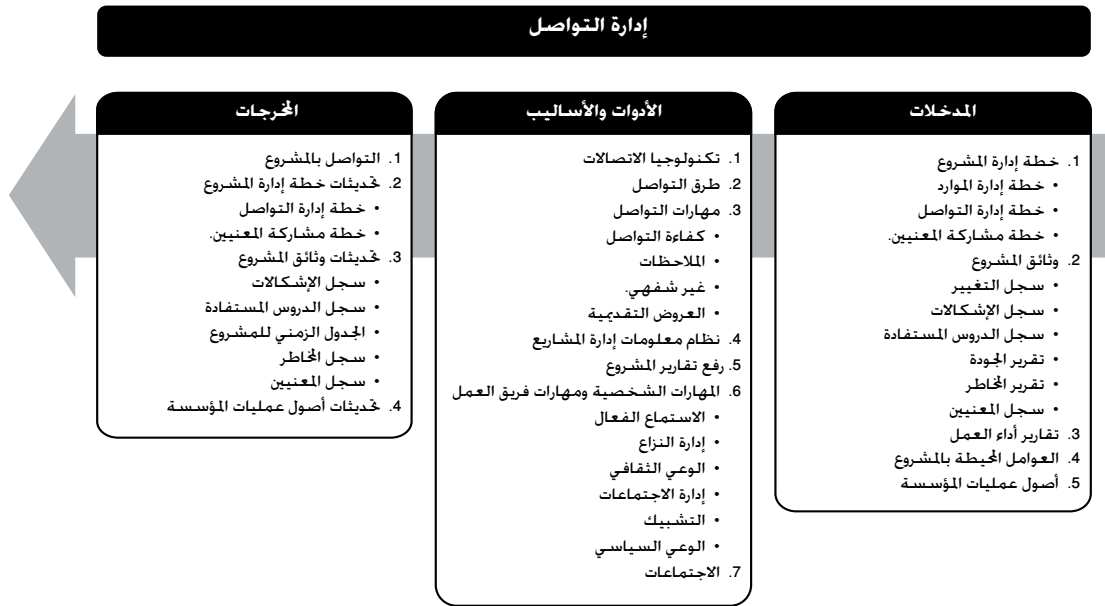 إدارة التواصل
المدخلات
1. خطة إدارة المشروع
• خطة إدارة الموارد
• خطة إدارة التواصل
• خطة مشاركة المعنيين.
2. وثائق المشروع
• سجل التغيير
• سجل الإشكالات
• سجل الدروس المستفادة
• تقرير الجودة
• تقرير المخاطر
• سجل المعنيين
3. تقارير أداء العمل
4. العوامل المحيطة بالمشروع
5. أصول عمليات المؤسسة
الأدوات والأساليب
1. تكنولوجيا الاتصالات
2. طرق التواصل
3. مهارات التواصل
• كفاءة التواصل
• الملاحظات
• غير شفهي.
• العروض التقديمية
4. نظام معلومات إدارة المشاريع
5. رفع تقارير المشروع
6. المهارات الشخصية ومهارات فريق العمل
• الاستماع الفعال
• إدارة النزاع
• الوعي الثقافي
• إدارة الاجتماعات
• التشبيك
• الوعي السياسي
7. الاجتماعات
المخرجات
1. التواصل بالمشروع
2. تحديثات خطة إدارة المشروع
• خطة إدارة التواصل
• خطة مشاركة المعنيين.
3. تحديثات وثائق المشروع
• سجل الإشكالات
• سجل الدروس المستفادة
• الجدول الزمني للمشروع
• سجل المخاطر
• سجل المعنيين
4. تحديثات أصول عمليات المؤسسة